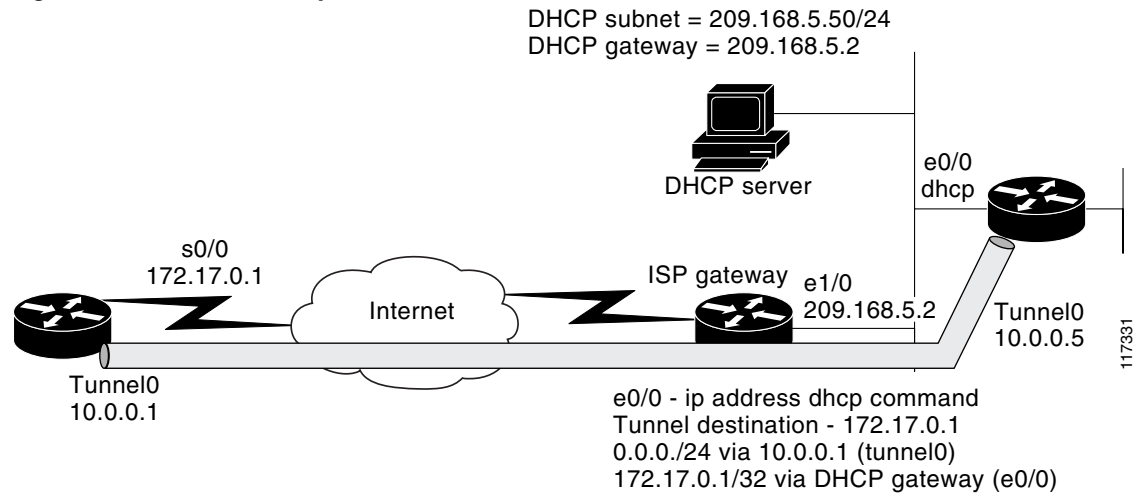 DHCP subnet = 209.168.5.50/24
DHCP gateway = 209.168.5.2
DHCP server
e0/0
dhcp
s0/0
172.17.0.1
Internet
ISP gateway
e1/0
209.168.5.2
Tunnel0
10.0.0.5
117331
Tunnel0
10.0.0.1
e0/0 - ip address dhcp command
Tunnel destination - 172.17.0.1
0.0.0./24 via 10.0.0.1 (tunnel0)
172.17.0.1/32 via DHCP gateway (e0/0)